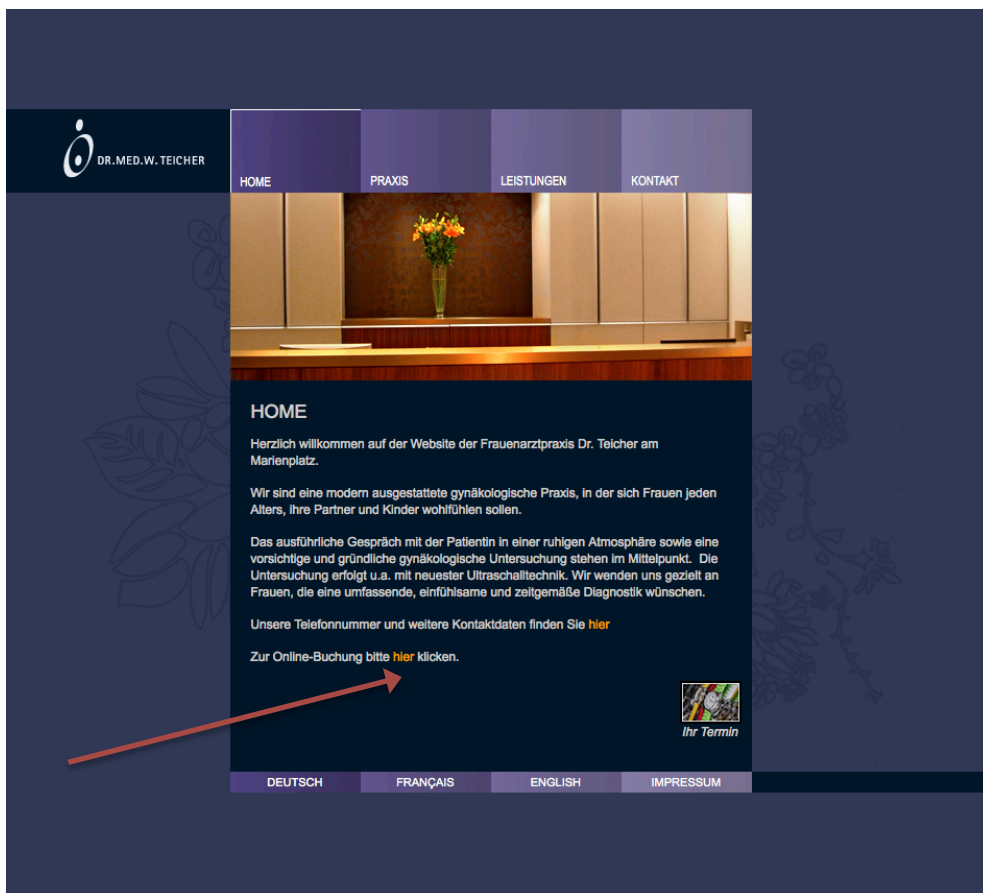 DR.MED.W.TEICHER
HOME
PRAXIS
LEISTUNGEN
KONTAKT
HOME
Herzlich willkommen auf der Website der Frauenarztpraxis Dr. Teicher am
Marienplatz.
Wir sind eine modern ausgestattete gynäkologische Praxis, in der sich Frauen jeden
Alters, ihre Partner und Kinder wohlfühlen sollen.
Das ausführliche Gespräch mit der Patientin in einer ruhigen Atmosphäre sowie eine
vorsichtige und gründliche gynäkologische Untersuchung stehen im Mittelpunkt. Die
Untersuchung erfolgt u.a. mit neuester Ultraschalltechnik. Wir wenden uns gezielt an
Frauen, die eine umfassende, einfühlsame und zeitgemäße Diagnostik wünschen.
Unsere Telefonnummer und weitere Kontaktdaten finden Sie hier
Zur Online-Buchung bitte hier klicken.
Ihr Termin
DEUTSCH
FRANÇAIS
ENGLISH
IMPRESSUM